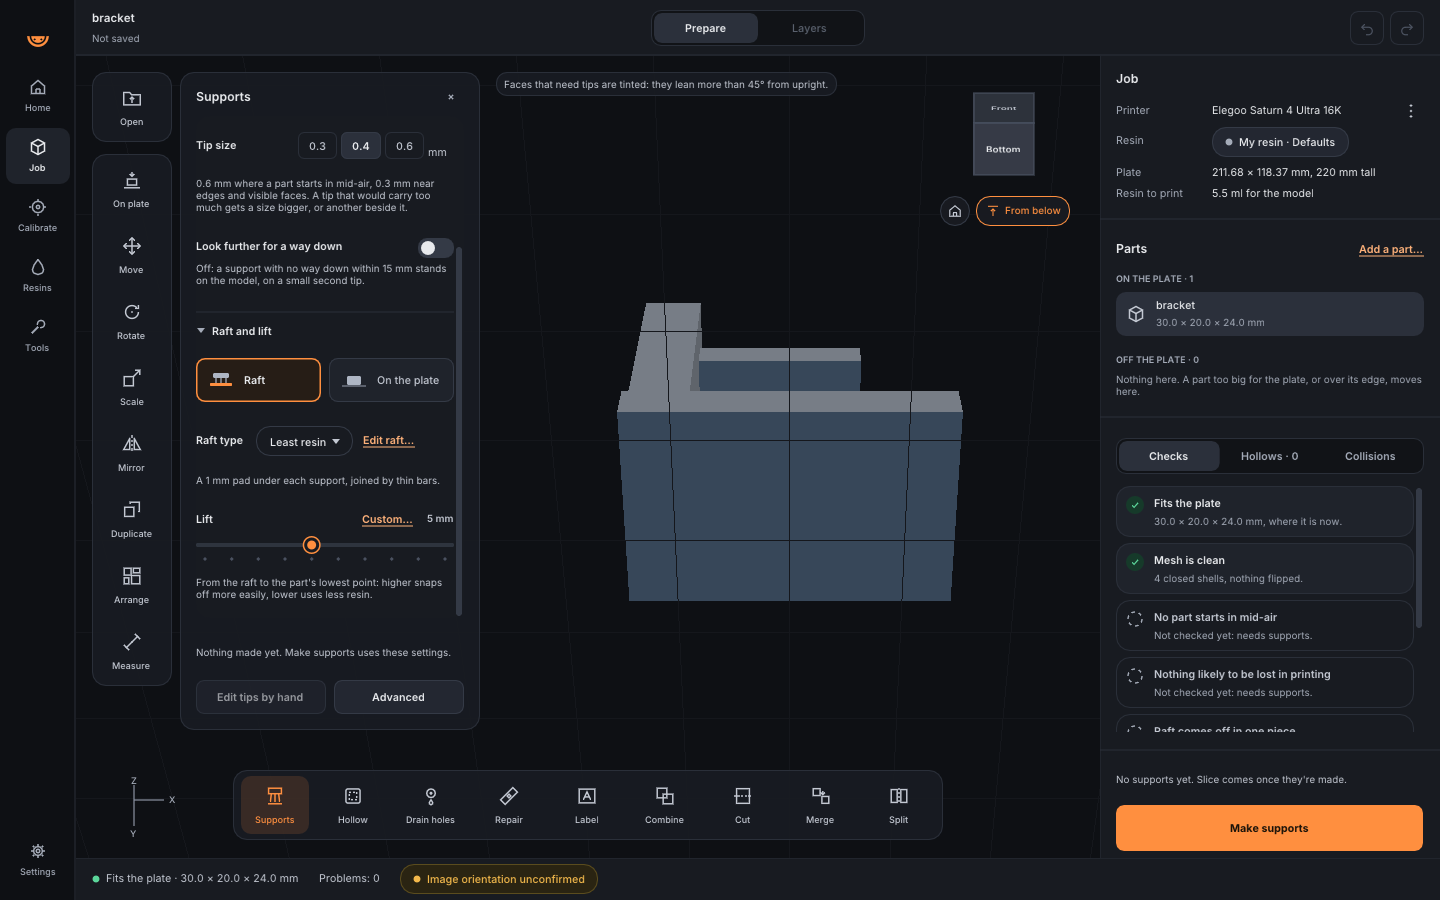 bracket
Not saved
Prepare
Layers
Home
Job
Calibrate
Resins
Tools
Settings
Open
On plate
Move
Rotate
Scale
Mirror
Duplicate
Arrange
Measure
Supports
×
Tip size
0.3
0.4
0.6
mm
0.6 mm where a part starts in mid-air, 0.3 mm near
edges and visible faces. A tip that would carry too
much gets a size bigger, or another beside it.
Look further for a way down
Off: a support with no way down within 15 mm stands
on the model, on a small second tip.
Raft and lift
Raft
On the plate
Raft type
Least resin
Edit raft...
A 1 mm pad under each support, joined by thin bars.
Lift
Custom...
5 mm
From the raft to the part's lowest point: higher snaps
off more easily, lower uses less resin.
Nothing made yet. Make supports uses these settings.
Edit tips by hand
Advanced
Faces that need tips are tinted: they lean more than 45° from upright.
Front
Bottom
From below
Z
X
Y
Supports
Hollow
Drain holes
Repair
Label
Combine
Cut
Merge
Split
Job
Printer
Elegoo Saturn 4 Ultra 16K
Resin
My resin · Defaults
Plate
211.68 × 118.37 mm, 220 mm tall
Resin to print
5.5 ml for the model
Parts
Add a part...
ON THE PLATE · 1
bracket
30.0 × 20.0 × 24.0 mm
OFF THE PLATE · 0
Nothing here. A part too big for the plate, or over its edge, moves
here.
Checks
Hollows · 0
Collisions
Fits the plate
30.0 × 20.0 × 24.0 mm, where it is now.
Mesh is clean
4 closed shells, nothing flipped.
No part starts in mid-air
Not checked yet: needs supports.
Nothing likely to be lost in printing
Not checked yet: needs supports.
Raft comes off in one piece
No supports yet. Slice comes once they're made.
Make supports
Fits the plate · 30.0 × 20.0 × 24.0 mm
Problems: 0
Image orientation unconfirmed